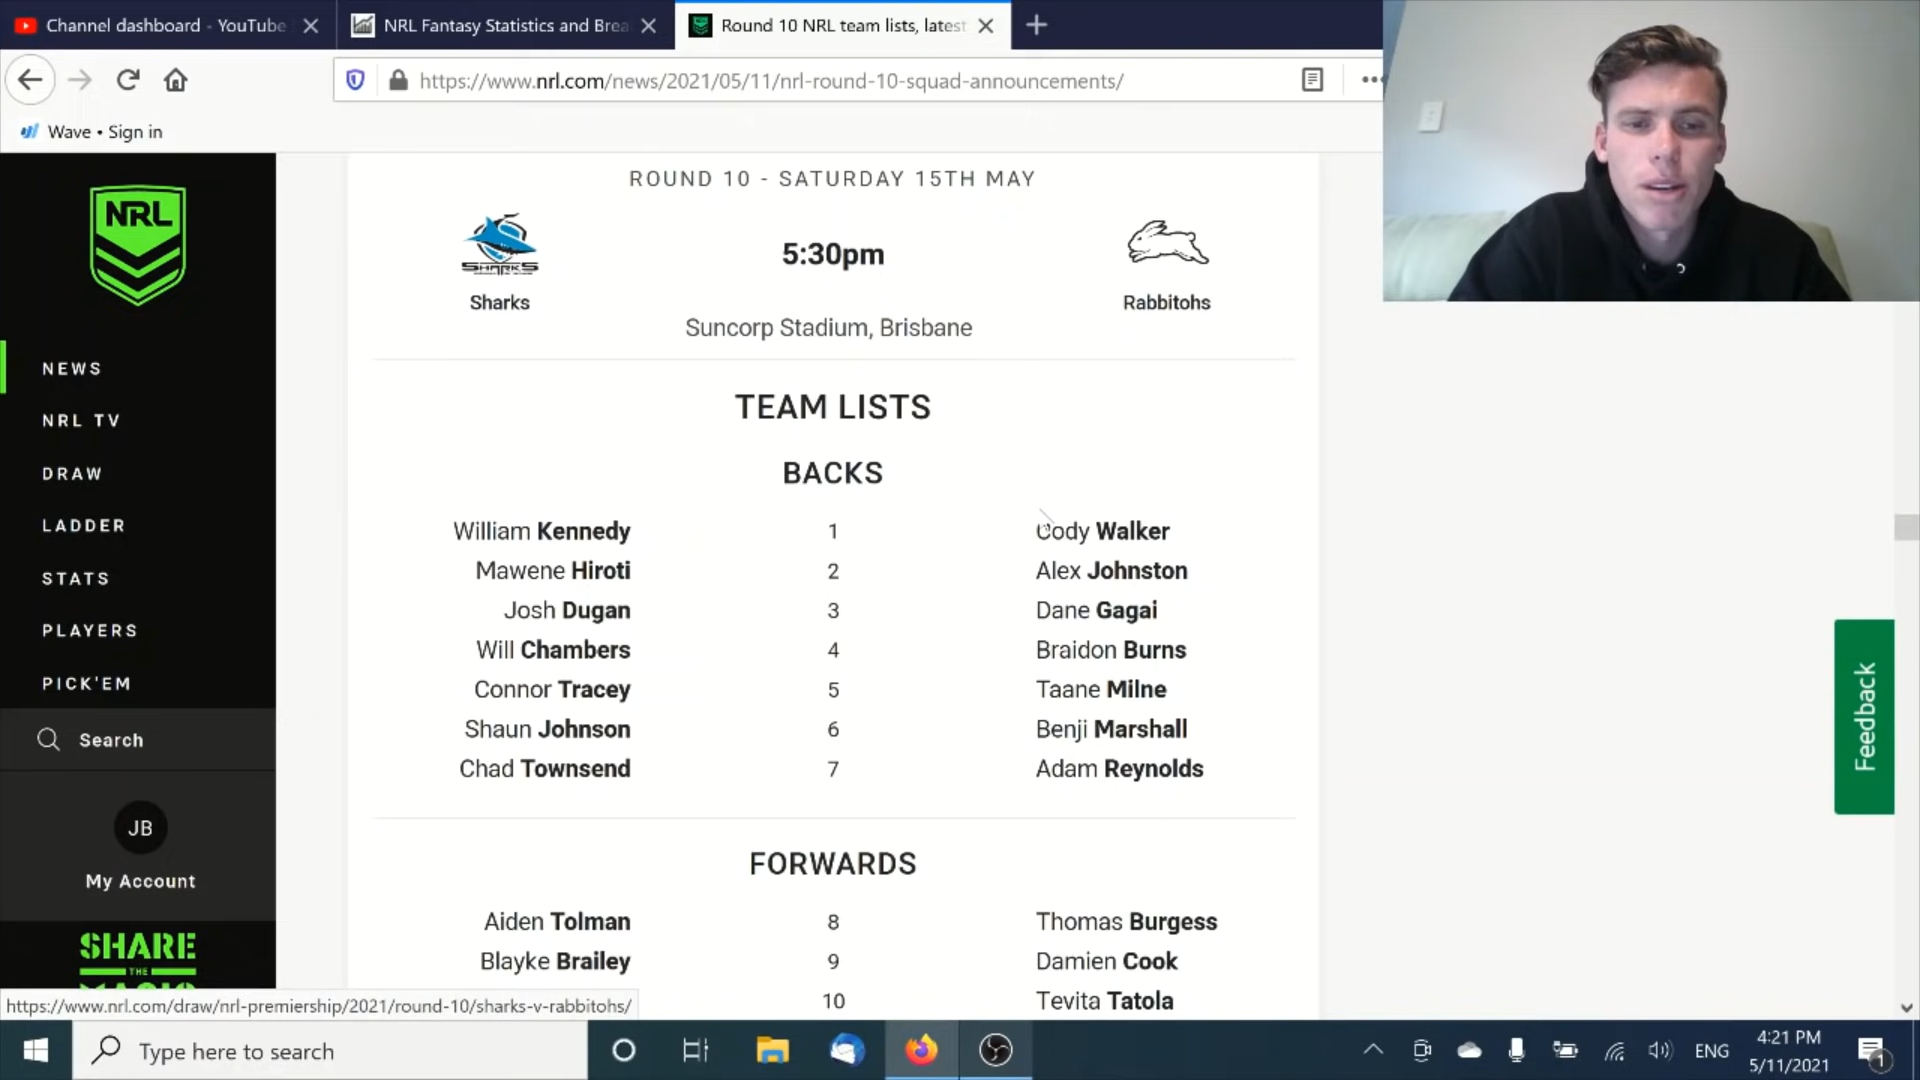 Channel dashboard - YouTube
NRL Fantasy Statistics and Brea
Round 10 NRL team lists, latest
https://www.nrl.com/news/2021/05/11/nrl-round-10-squad-announcements/
Wave • Sign in
NRL
NEWS
NRL TV
DRAW
LADDER
STATS
PLAYERS
PICK'EM
Search
JB
My Account
SHARE
THE
ROUND 10 - SATURDAY 15TH MAY
SHARKS
5:30pm
Sharks
Rabbitohs
Suncorp Stadium, Brisbane
TEAM LISTS
BACKS
William Kennedy 1 Cody Walker
Mawene Hiroti 2 Alex Johnston
Josh Dugan 3 Dane Gagai
Will Chambers 4 Braidon Burns
Connor Tracey 5 Taane Milne
Shaun Johnson 6 Benji Marshall
Chad Townsend 7 Adam Reynolds
FORWARDS
Aiden Tolman 8 Thomas Burgess
Blayke Brailey 9 Damien Cook
10 Tevita Tatola
Feedback
https://www.nrl.com/draw/nrl-premiership/2021/round-10/sharks-v-rabbitohs/
Type here to search
ENG
4:21 PM
5/11/2021
1